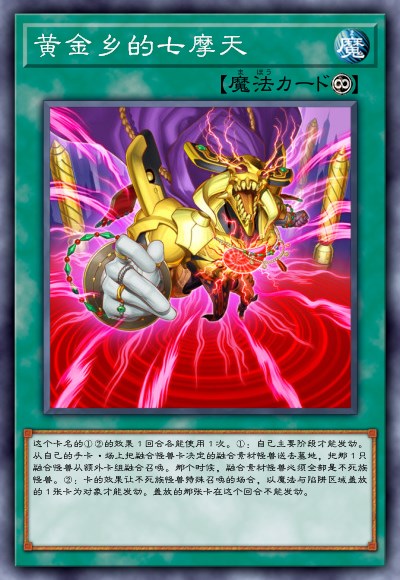 黄金乡的七摩天
魔
【魔法カード】
ま ほう
这个卡名的①②的效果1回合各能使用1次。①：自己主要阶段才能发动。
从自己的手卡·场上把融合怪兽卡决定的融合素材怪兽送去墓地，把那1只
融合怪兽从额外卡组融合召唤。那个时候，融合素材怪兽必须全部是不死族
怪兽。②：卡的效果让不死族怪兽特殊召唤的场合，以魔法与陷阱区域盖放
的1张卡为对象才能发动。盖放的那张卡在这个回合不能发动。